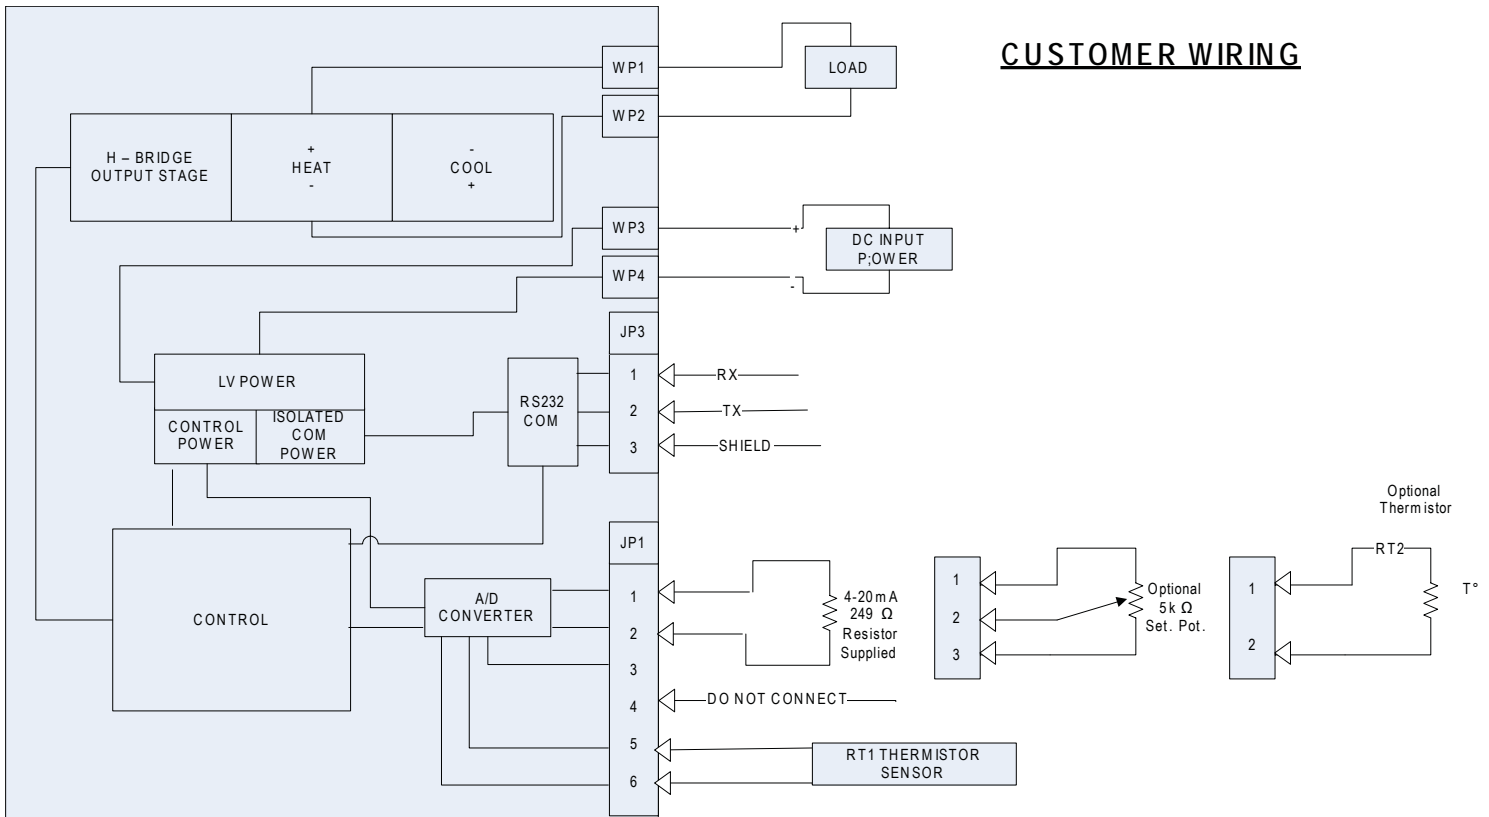 CUSTOMER WIRING
WP1
LOAD
WP2
H – BRIDGE
OUTPUT STAGE
+
HEAT
-
-
COOL
+
WP3
+
DC INPUT
P;OWER
WP4
-
JP3
LV POWER
CONTROL
POWER
ISOLATED
COM
POWER
RS232
COM
1
RX
2
TX
3
SHIELD
JP1
CONTROL
A/D
CONVERTER
1
2
3
4
5
6
4-20mA
249 Ω
Resistor
Supplied
DO NOT CONNECT
RT1 THERMISTOR
SENSOR
1
2
3
Optional
5k Ω
Set. Pot.
Optional
Thermistor
RT2
1
2
T°